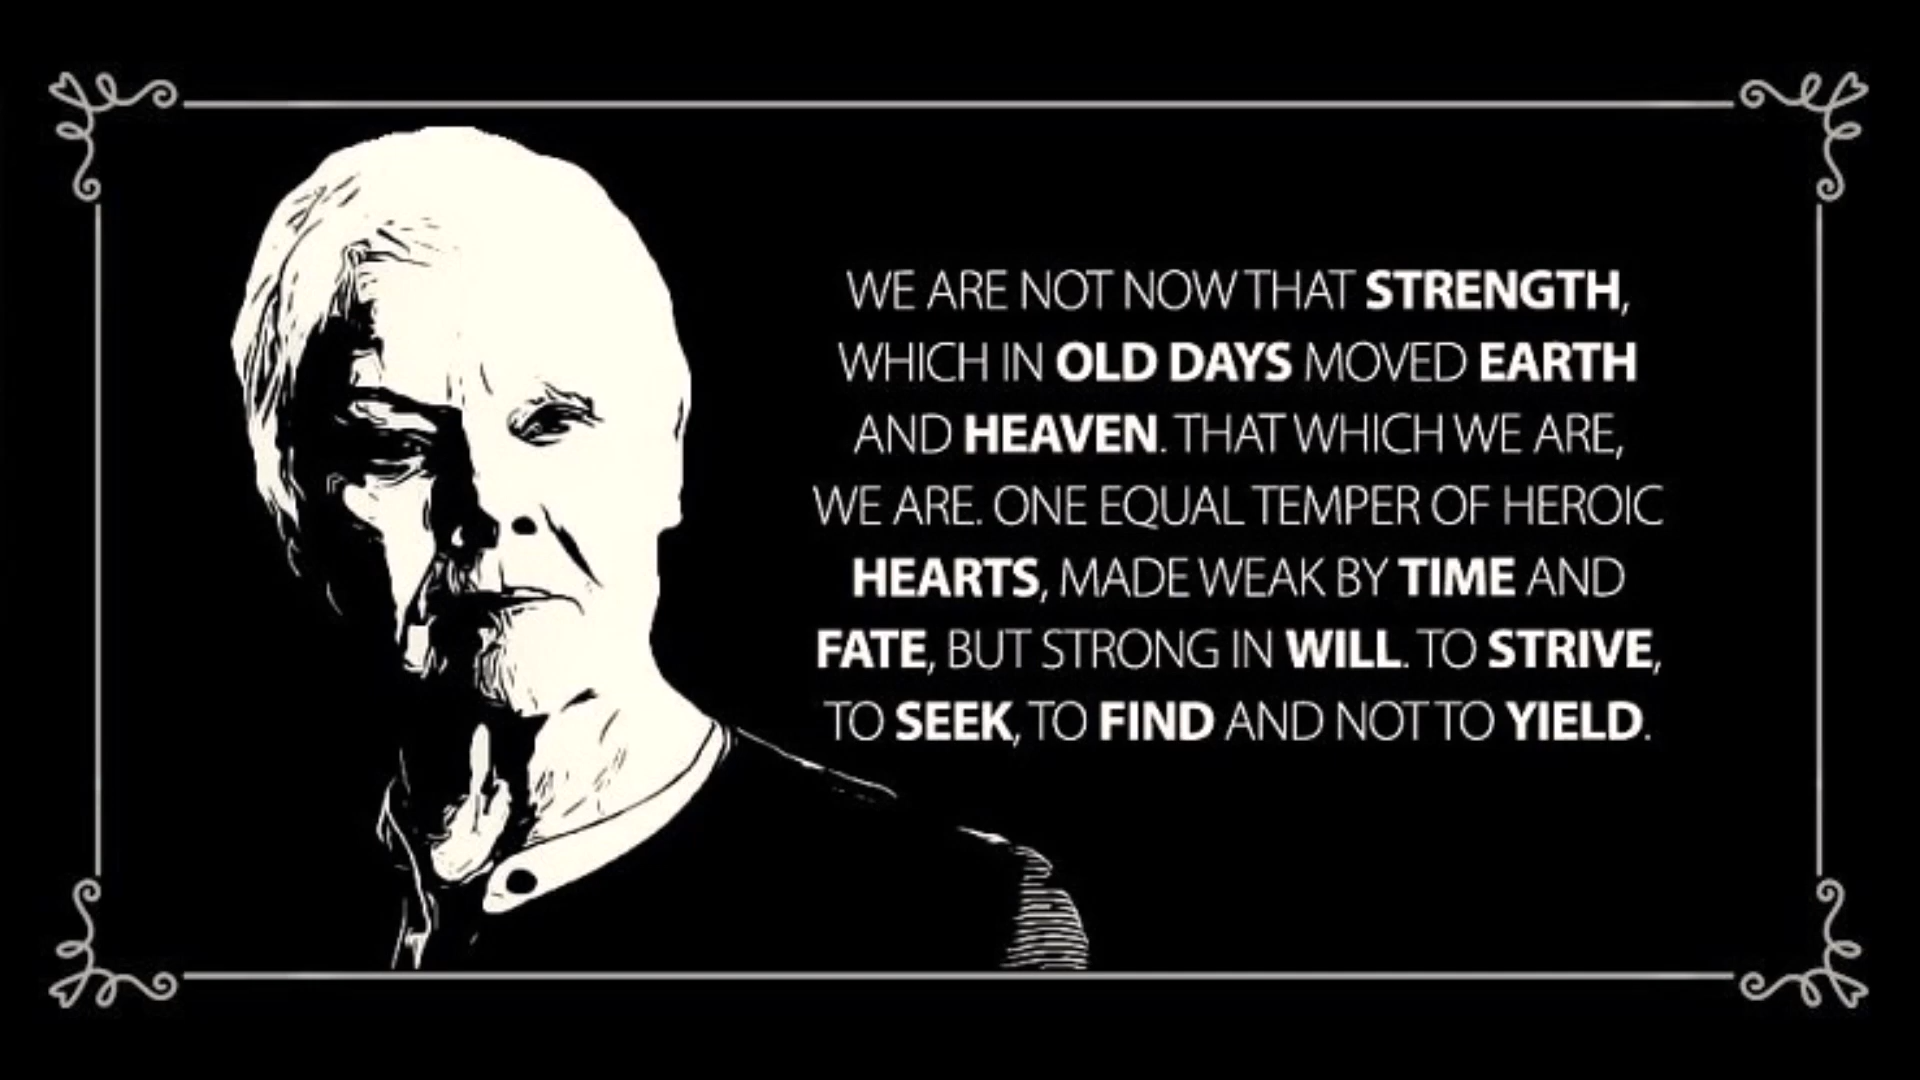 WE ARE NOT NOW THAT STRENGTH,
WHICH IN OLD DAYS MOVED EARTH
AND HEAVEN. THAT WHICH WE ARE,
WE ARE. ONE EQUAL TEMPER OF HEROIC
HEARTS, MADE WEAK BY TIME AND
FATE, BUT STRONG IN WILL. TO STRIVE,
TO SEEK, TO FIND AND NOT TO YIELD.